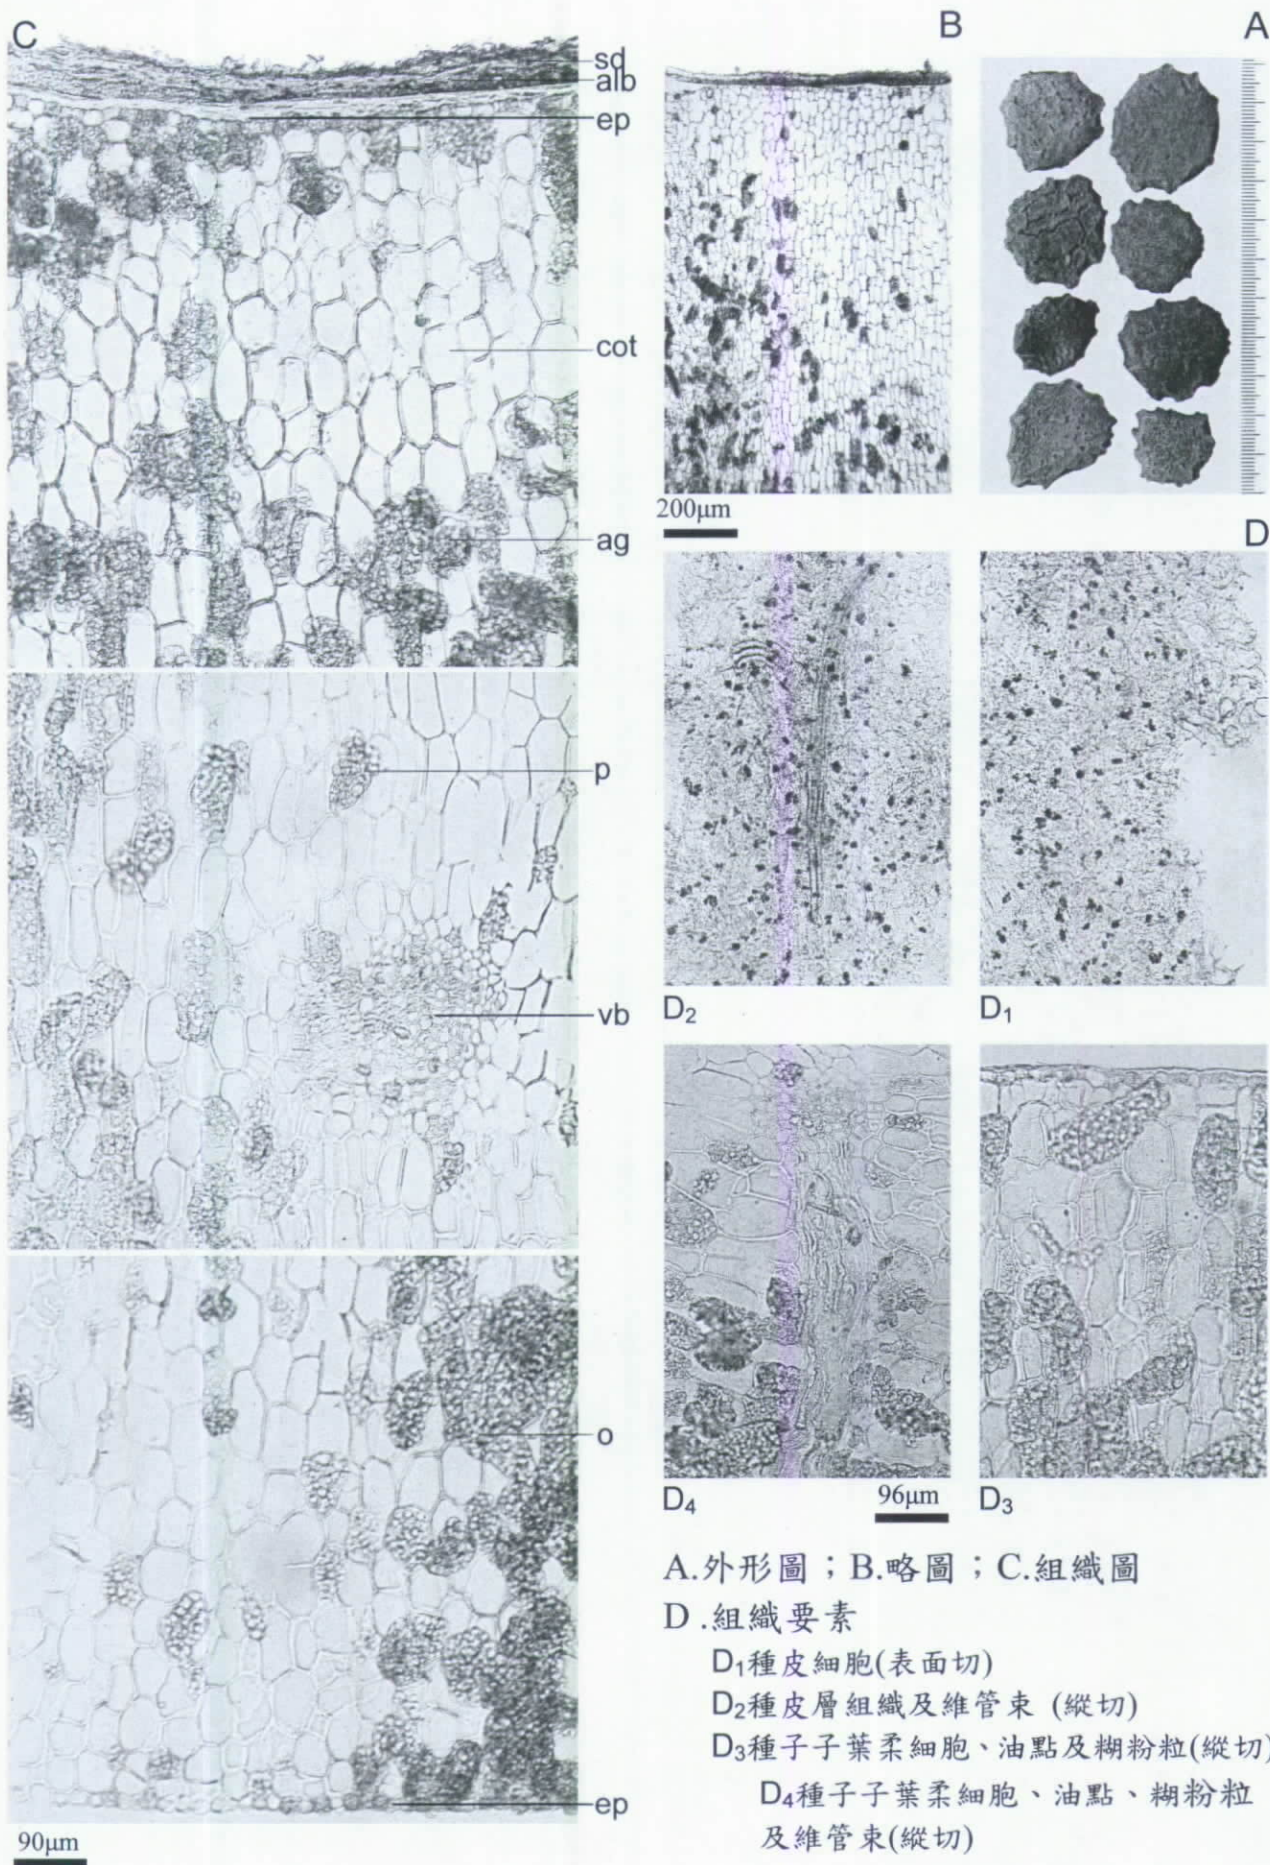 C
sd
alb
ep
cot
ag
p
vb
o
ep
90μm
B
A
200μm
D
D2
D1
D4
96μm
D3
A.外形圖；B.略圖；C.組織圖
D.組織要素
D1種皮細胞(表面切)
D2種皮層組織及維管束 (縱切)
D3種子子葉柔細胞、油點及糊粉粒(縱切)
D4種子子葉柔細胞、油點、糊粉粒
及維管束(縱切)